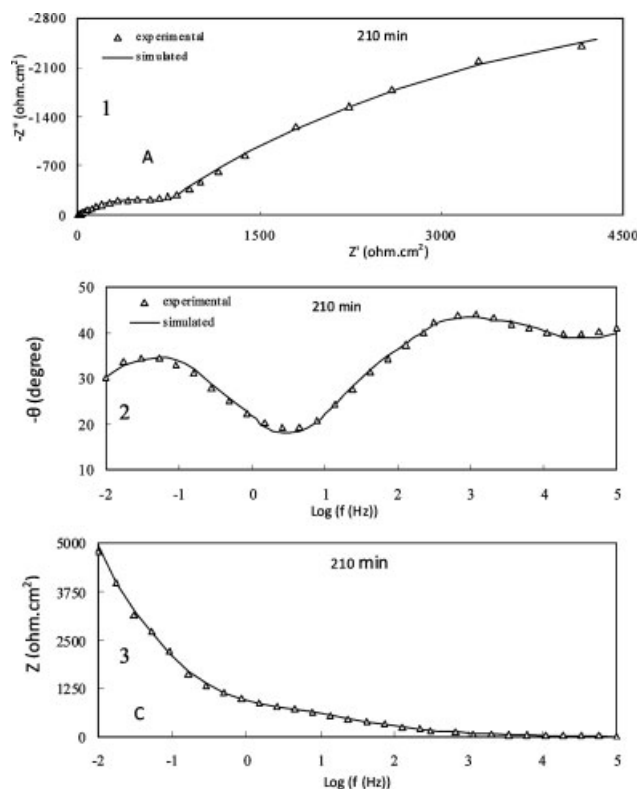 -2800
-2100
-1400
-700
0
-Z" (ohm.cm²)
experimental
simulated
210 min
1
A
0
1500
3000
4500
Z' (ohm.cm²)
50
40
30
20
10
-θ (degree)
experimental
simulated
210 min
2
-2
-1
0
1
2
3
4
5
Log (f (Hz))
5000
3750
2500
1250
0
Z (ohm.cm²)
210 min
3
C
-2
-1
0
1
2
3
4
5
Log (f (Hz))